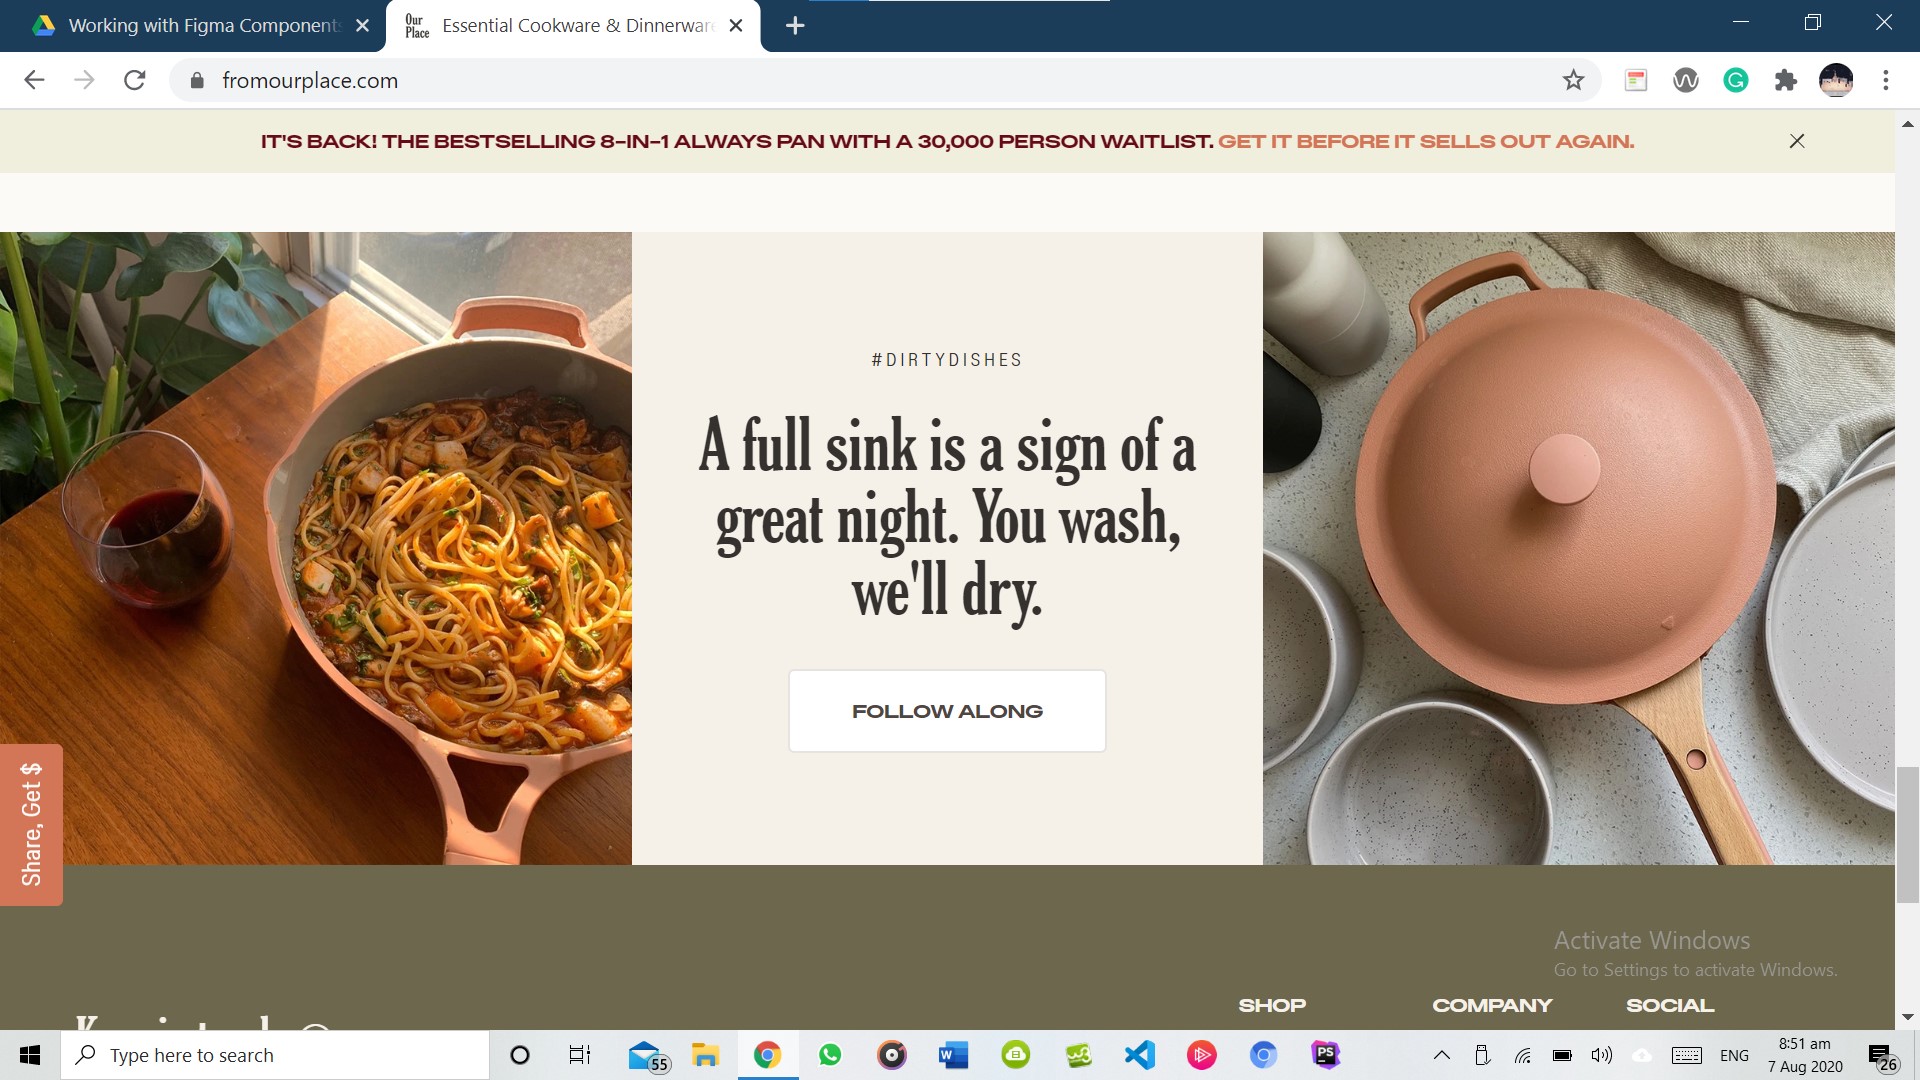 Working with Figma Components
Our
Place
Essential Cookware & Dinnerware
fromourplace.com
IT'S BACK! THE BESTSELLING 8-IN-1 ALWAYS PAN WITH A 30,000 PERSON WAITLIST. GET IT BEFORE IT SELLS OUT AGAIN.
#DIRTYDISHES
A full sink is a sign of a
great night. You wash,
we'll dry.
FOLLOW ALONG
Share, Get $
Activate Windows
Go to Settings to activate Windows.
SHOP
COMPANY
SOCIAL
Type here to search
55
W
PS
ENG
8:51 am
7 Aug 2020
26